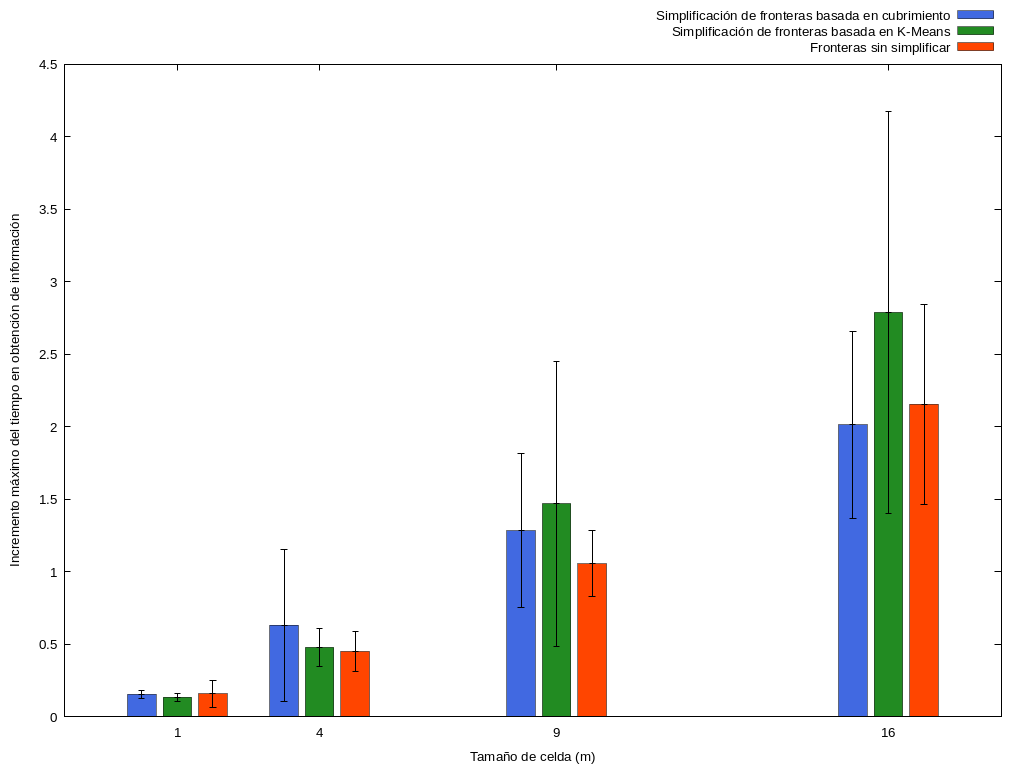 Simplificación de fronteras basada en cubrimiento
Simplificación de fronteras basada en K-Means
Fronteras sin simplificar
4.5
4
3.5
3
2.5
2
1.5
1
0.5
0
Incremento máximo del tiempo en obtención de información
1 4 9 16
Tamaño de celda (m)